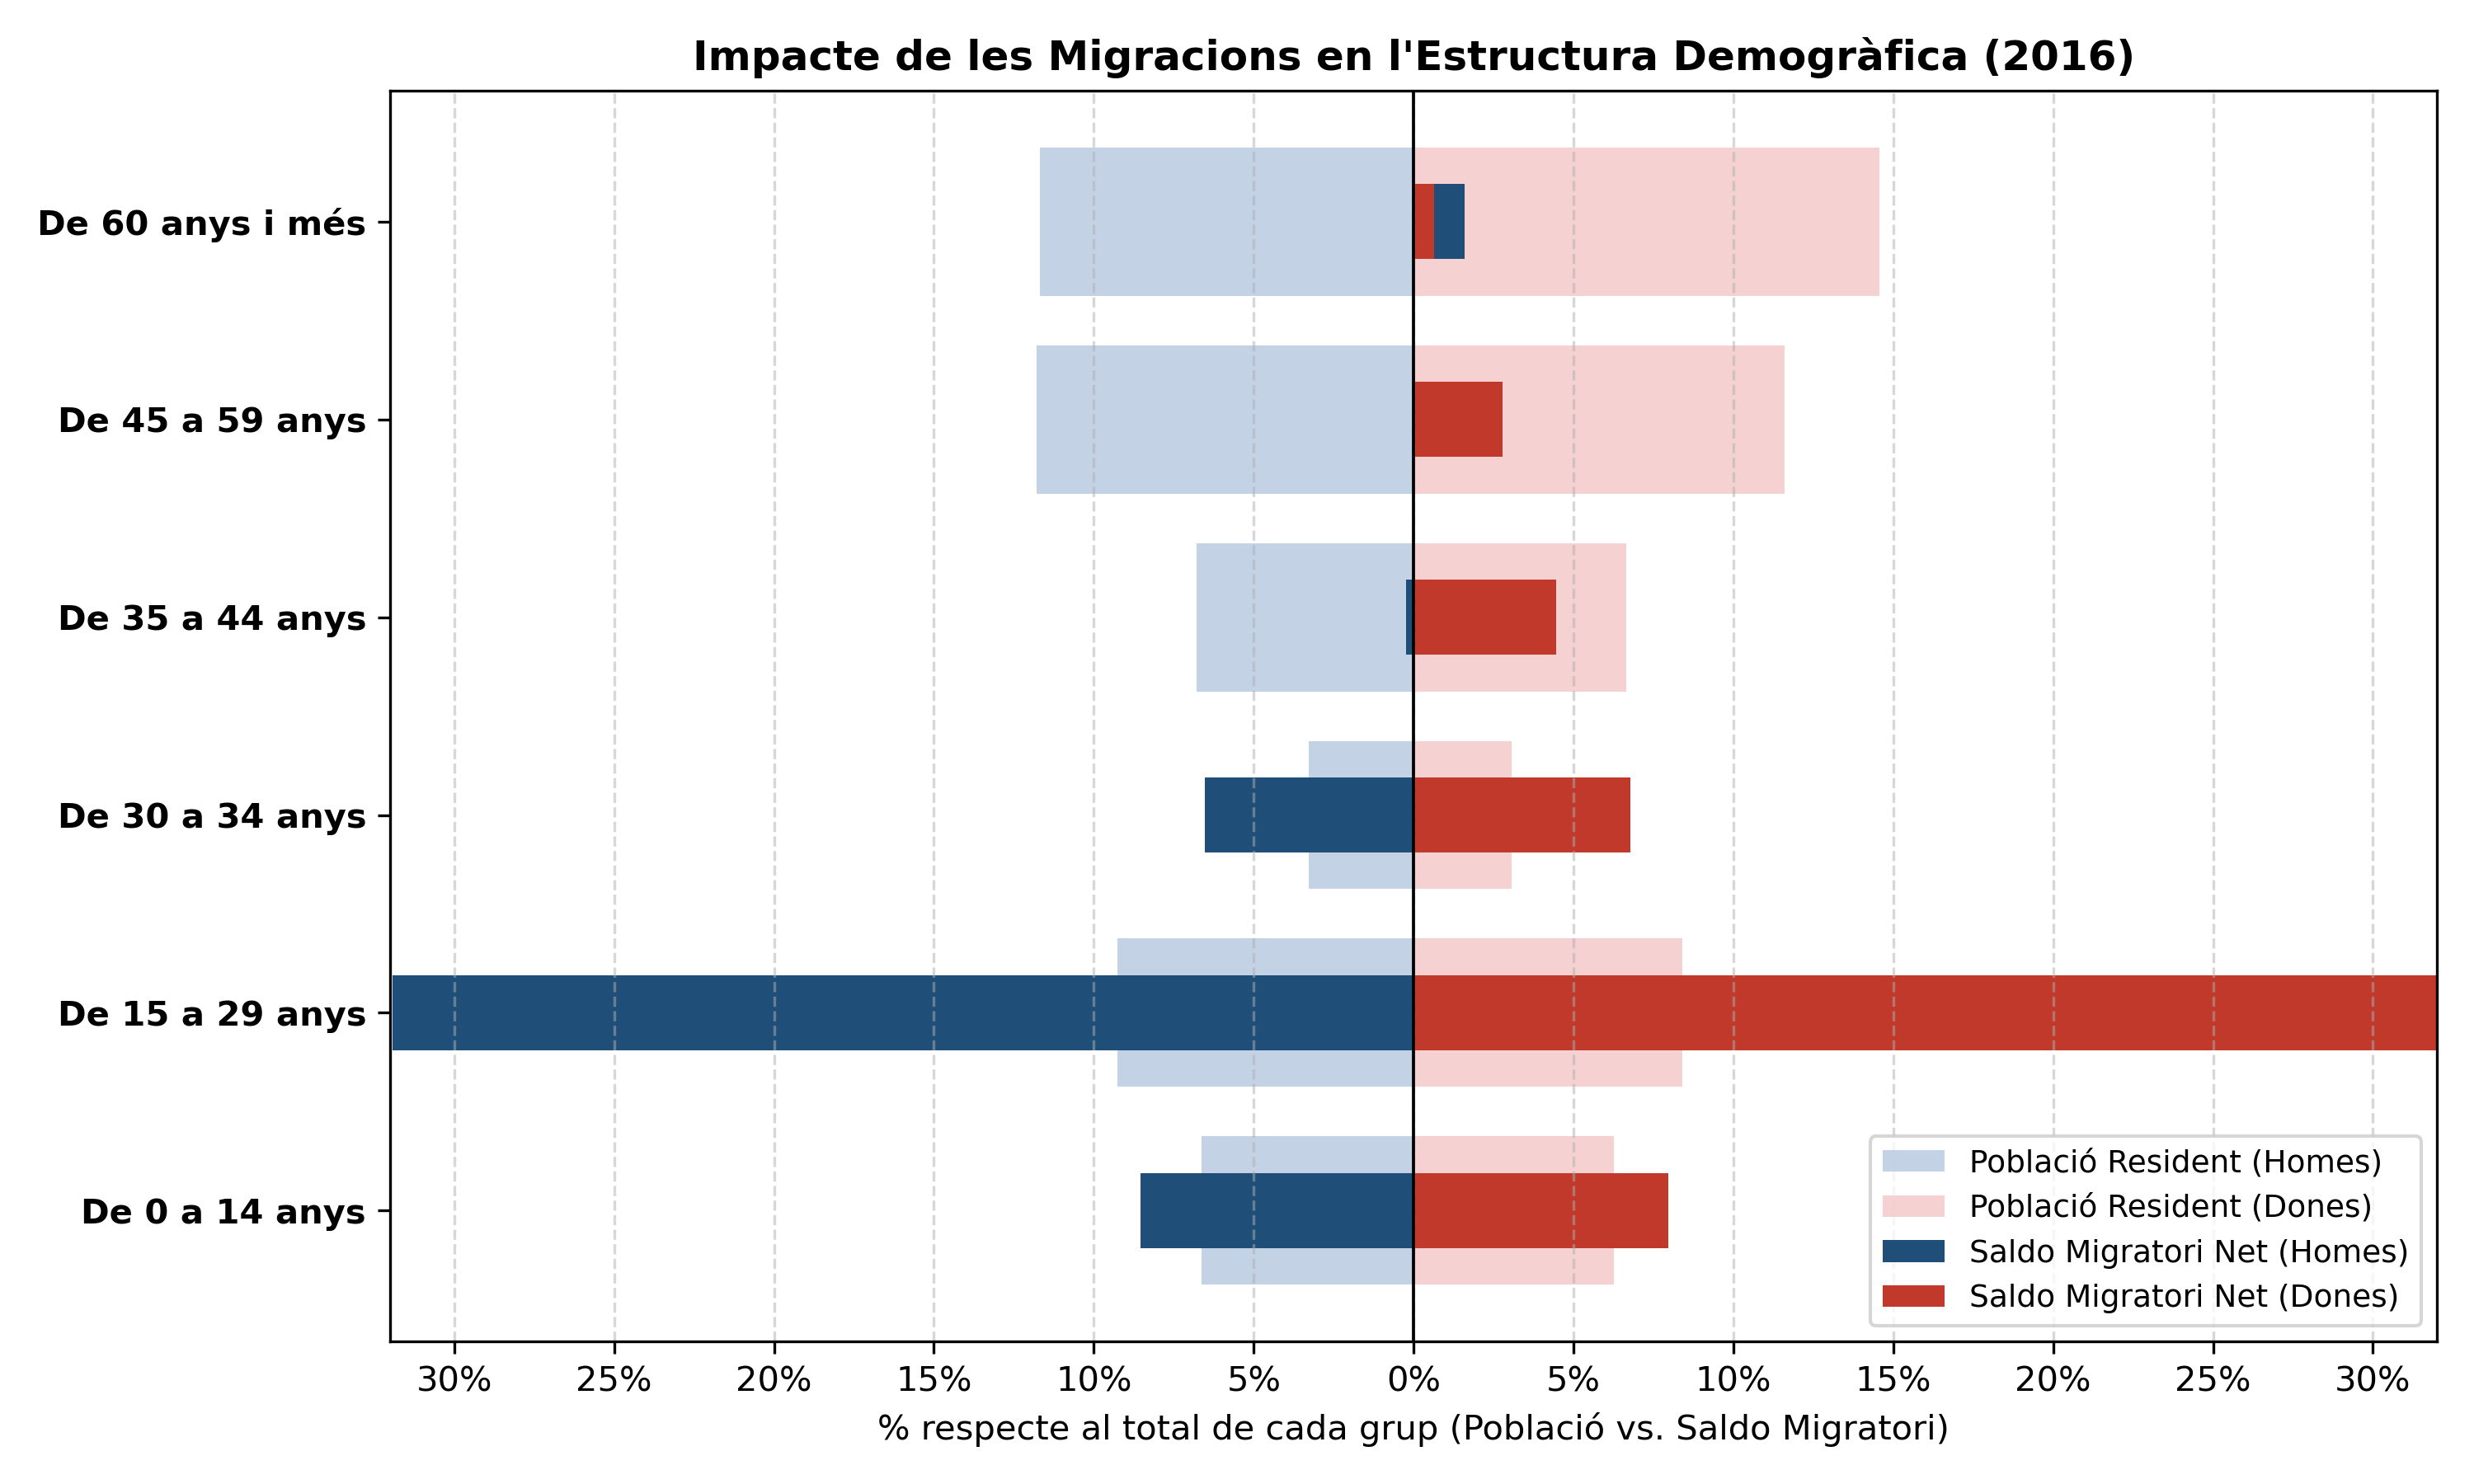 Impacte de les Migracions en l'Estructura Demogràfica (2016)
De 60 anys i més
De 45 a 59 anys
De 35 a 44 anys
De 30 a 34 anys
De 15 a 29 anys
De 0 a 14 anys
Població Resident (Homes)
Població Resident (Dones)
Saldo Migratori Net (Homes)
Saldo Migratori Net (Dones)
30% 25% 20% 15% 10% 5% 0% 5% 10% 15% 20% 25% 30%
% respecte al total de cada grup (Població vs. Saldo Migratori)